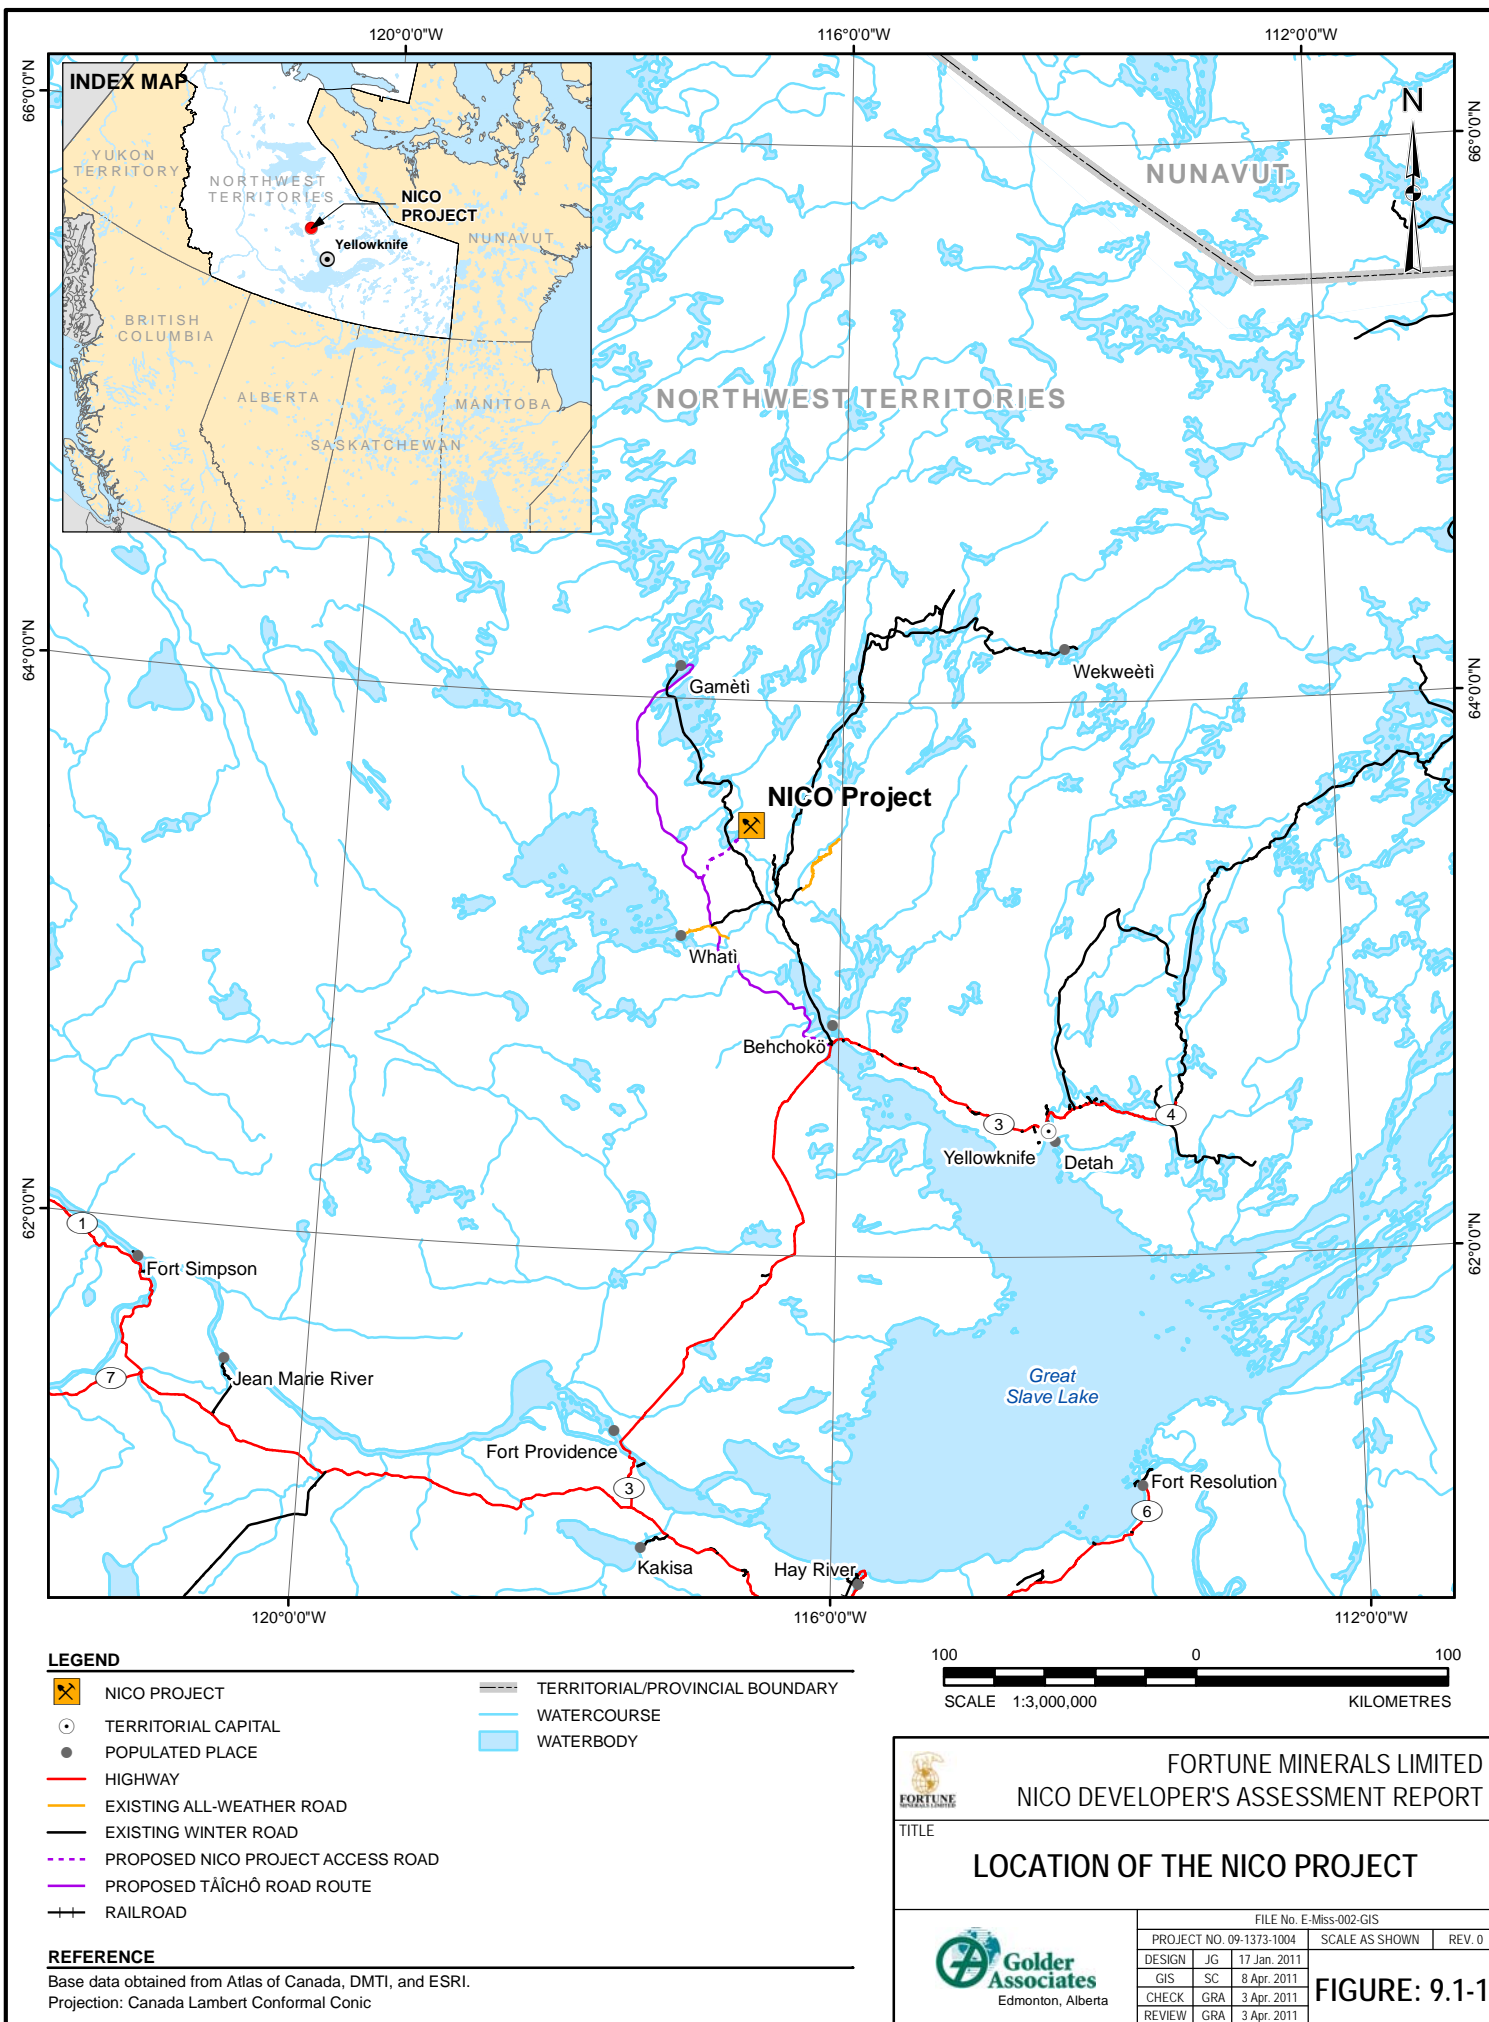 120°0'0"W
116°0'0"W
112°0'0"W
66°0'0"N
66°0'0"N
64°0'0"N
64°0'0"N
62°0'0"N
62°0'0"N
INDEX MAP
YUKON
TERRITORY
NORTHWEST
TERRITORIES
NICO
PROJECT
Yellowknife
NUNAVUT
BRITISH
COLUMBIA
ALBERTA
MANITOBA
SASKATCHEWAN
N
NUNAVUT
NORTHWEST TERRITORIES
Wekweètì
Gamètì
NICO Project
Whatì
Behchokö
3
4
Yellowknife
Detah
1
Fort Simpson
7
Jean Marie River
Great
Slave Lake
Fort Providence
3
Fort Resolution
6
Kakisa
Hay River
120°0'0"W
116°0'0"W
112°0'0"W
LEGEND
NICO PROJECT
TERRITORIAL CAPITAL
POPULATED PLACE
HIGHWAY
EXISTING ALL-WEATHER ROAD
EXISTING WINTER ROAD
PROPOSED NICO PROJECT ACCESS ROAD
PROPOSED TÂÎCHÔ ROAD ROUTE
RAILROAD
TERRITORIAL/PROVINCIAL BOUNDARY
WATERCOURSE
WATERBODY
REFERENCE
Base data obtained from Atlas of Canada, DMTI, and ESRI.
Projection: Canada Lambert Conformal Conic
100 0 100
SCALE 1:3,000,000 KILOMETRES
FORTUNE
MINERALS LIMITED
FORTUNE MINERALS LIMITED
NICO DEVELOPER'S ASSESSMENT REPORT
TITLE
LOCATION OF THE NICO PROJECT
Golder
Associates
Edmonton, Alberta
FILE No. E-Miss-002-GIS
PROJECT NO. 09-1373-1004 SCALE AS SHOWN REV. 0
DESIGN JG 17 Jan. 2011
GIS SC 8 Apr. 2011
CHECK GRA 3 Apr. 2011
REVIEW GRA 3 Apr. 2011
FIGURE: 9.1-1